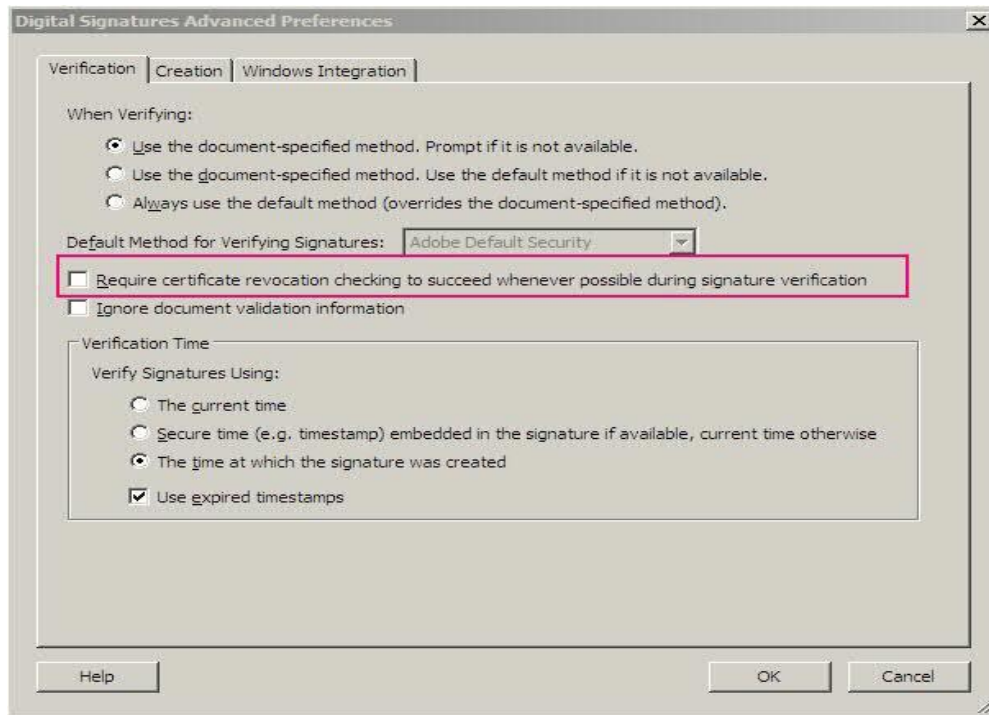 Digital Signatures Advanced Preferences
Verification Creation Windows Integration
When Verifying:
Use the document-specified method. Prompt if it is not available.
Use the document-specified method. Use the default method if it is not available.
Always use the default method (overrides the document-specified method).
Default Method for Verifying Signatures: Adobe Default Security
Require certificate revocation checking to succeed whenever possible during signature verification
Ignore document validation information
Verification Time
Verify Signatures Using:
The current time
Secure time (e.g. timestamp) embedded in the signature if available, current time otherwise
The time at which the signature was created
Use expired timestamps
Help OK Cancel